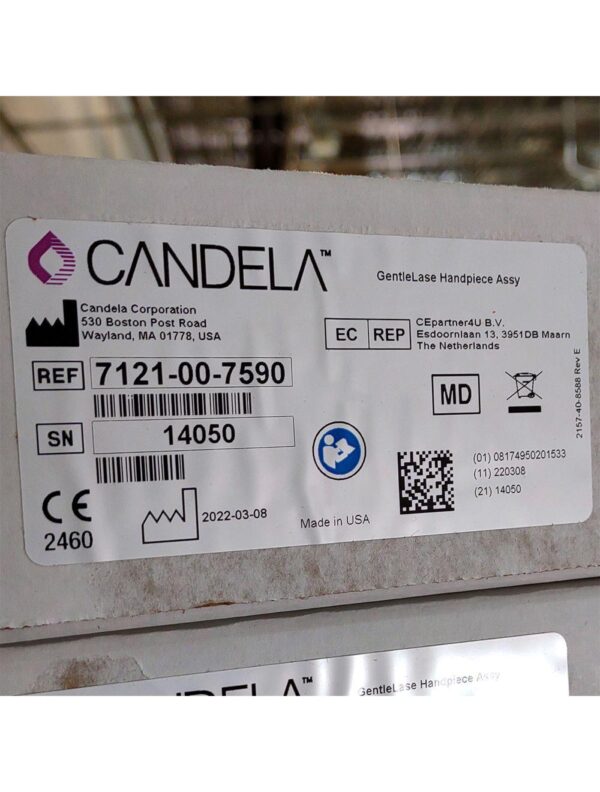 CANDELA™
GentleLase Handpiece Assy
Candela Corporation
530 Boston Post Road
Wayland, MA 01778, USA
EC REP
CEpartner4U B.V.
Esdoornlaan 13, 3951DB Maarn
The Netherlands
REF 7121-00-7590
MD
SN 14050
2157-40-8588 Rev E
(01) 08174950201533
(11) 220308
(21) 14050
CE
2460
2022-03-08
Made in USA
CANDELA™
GentleLase Handpiece Assy